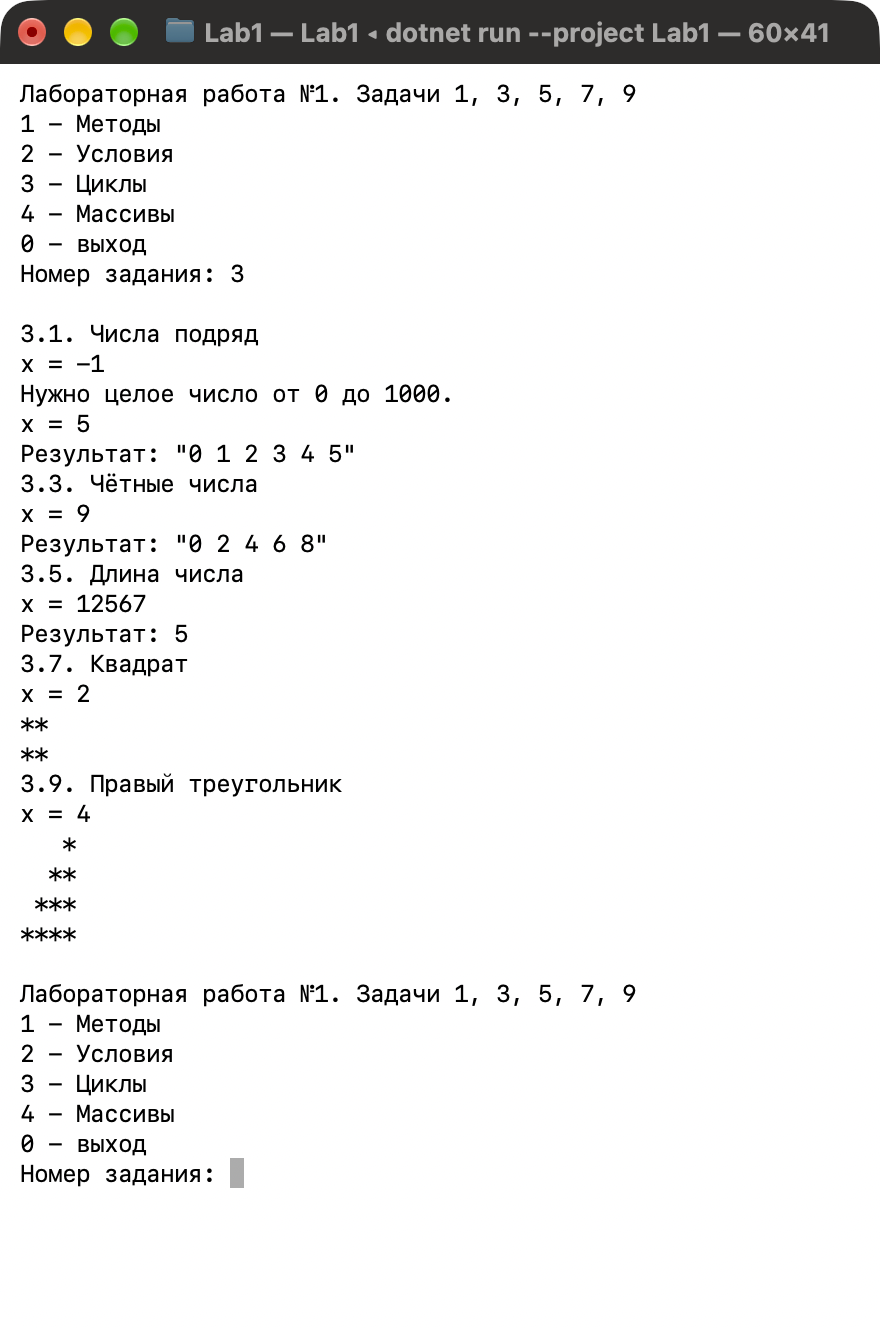 Lab1 — Lab1 ◂ dotnet run --project Lab1 — 60×41
Лабораторная работа №1. Задачи 1, 3, 5, 7, 9
1 — Методы
2 — Условия
3 — Циклы
4 — Массивы
0 — выход
Номер задания: 3

3.1. Числа подряд
x = -1
Нужно целое число от 0 до 1000.
x = 5
Результат: "0 1 2 3 4 5"
3.3. Чётные числа
x = 9
Результат: "0 2 4 6 8"
3.5. Длина числа
x = 12567
Результат: 5
3.7. Квадрат
x = 2
**
**
3.9. Правый треугольник
x = 4
   *
  **
 ***
****

Лабораторная работа №1. Задачи 1, 3, 5, 7, 9
1 — Методы
2 — Условия
3 — Циклы
4 — Массивы
0 — выход
Номер задания: